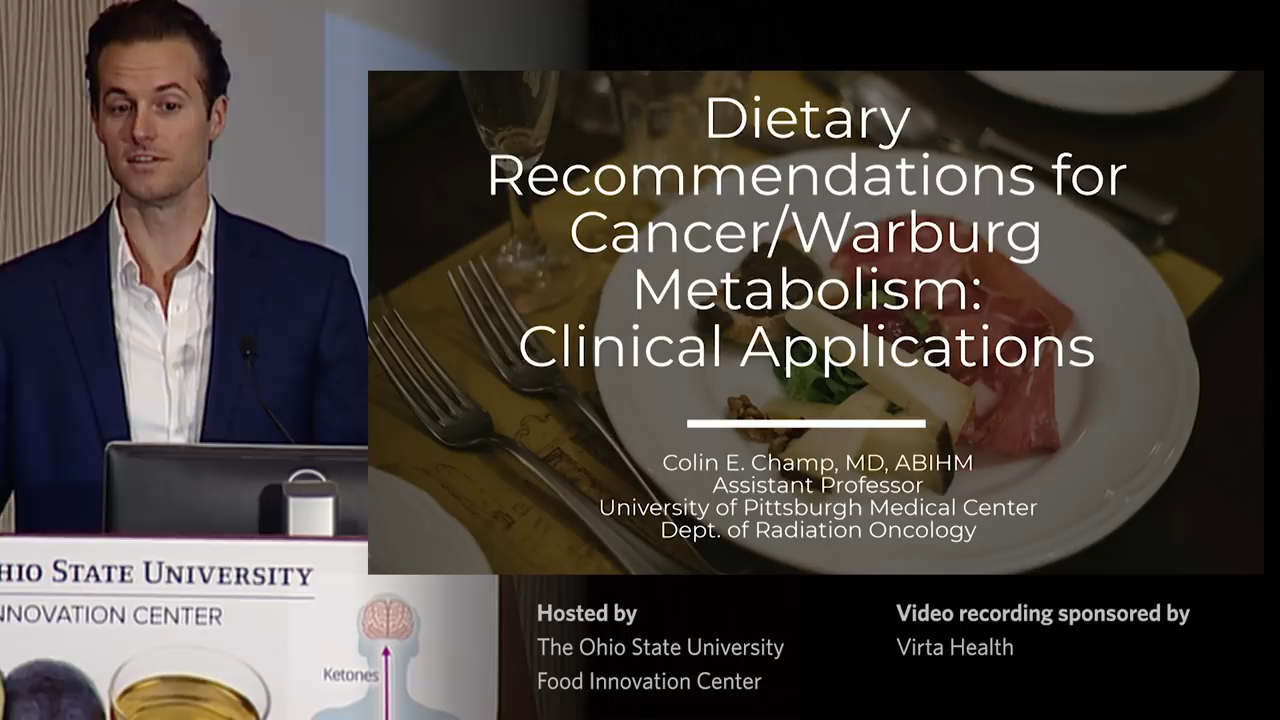 Dietary
Recommendations for
Cancer/Warburg
Metabolism:
Clinical Applications
Colin E. Champ, MD, ABIHM
Assistant Professor
University of Pittsburgh Medical Center
Dept. of Radiation Oncology
HIO STATE UNIVERSITY
NNOVATION CENTER
Ketones
Hosted by
The Ohio State University
Food Innovation Center
Video recording sponsored by
Virta Health